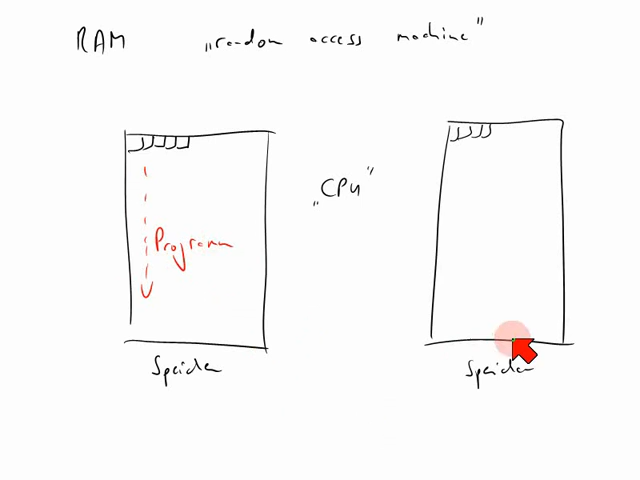 RAM „random access machine"
„CPU"
Programm
Speicher
Speicher